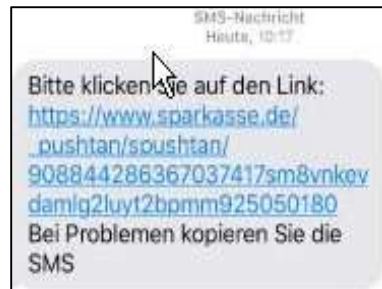 SMS-Nachricht
Heute, 10:17
Bitte klicken Sie auf den Link:
https://www.sparkasse.de/
_pushtan/spushtan/
908844286367037417sm8vnkev
damlg2luyt2bpmm925050180
Bei Problemen kopieren Sie die
SMS